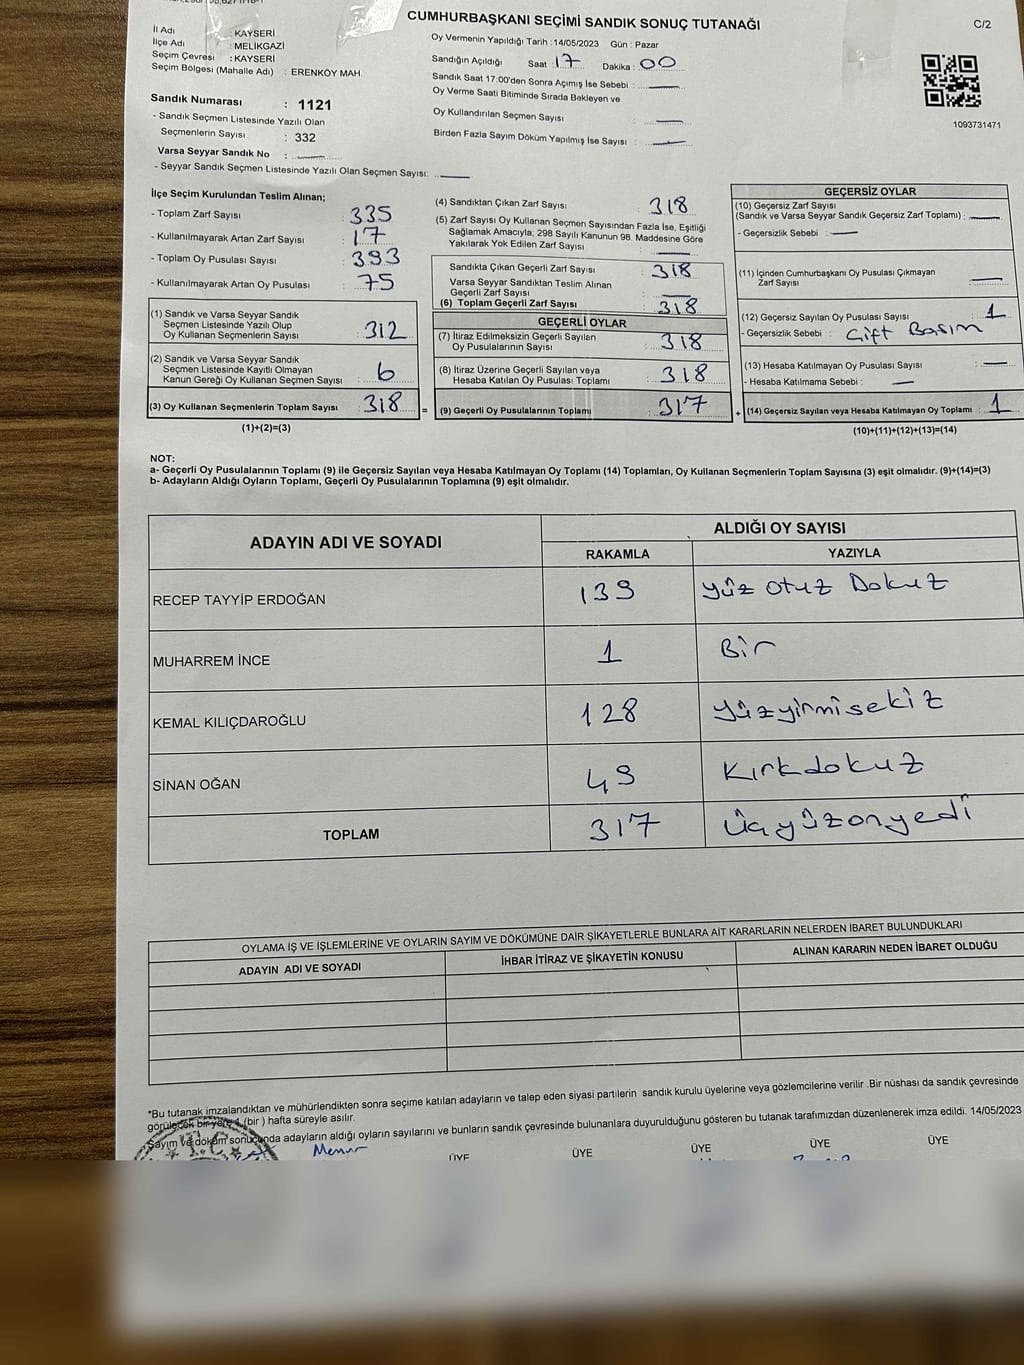 CUMHURBAŞKANI SEÇİMİ SANDIK SONUÇ TUTANAĞI
C/2
İl Adı : KAYSERİ
İlçe Adı : MELİKGAZİ
Seçim Çevresi : KAYSERİ
Seçim Bölgesi (Mahalle Adı) : ERENKÖY MAH.
Sandık Numarası : 1121
- Sandık Seçmen Listesinde Yazılı Olan
Seçmenlerin Sayısı : 332
Varsa Seyyar Sandık No :
- Seyyar Sandık Seçmen Listesinde Yazılı Olan Seçmen Sayısı:
Oy Vermenin Yapıldığı Tarih :14/05/2023 Gün : Pazar
Sandığın Açıldığı Saat : 17 Dakika : 00
Sandık Saat 17:00'den Sonra Açımış İse Sebebi :
Oy Verme Saati Bitiminde Sırada Bekleyen ve
Oy Kullandırılan Seçmen Sayısı :
Birden Fazla Sayım Döküm Yapılmış İse Sayısı :
1093731471
İlçe Seçim Kurulundan Teslim Alınan;
- Toplam Zarf Sayısı : 335
- Kullanılmayarak Artan Zarf Sayısı : 17
- Toplam Oy Pusulası Sayısı : 393
- Kullanılmayarak Artan Oy Pusulası : 75
(1) Sandık ve Varsa Seyyar Sandık
Seçmen Listesinde Yazılı Olup
Oy Kullanan Seçmenlerin Sayısı : 312
(2) Sandık ve Varsa Seyyar Sandık
Seçmen Listesinde Kayıtlı Olmayan
Kanun Gereği Oy Kullanan Seçmen Sayısı : 6
(3) Oy Kullanan Seçmenlerin Toplam Sayısı : 318
(1)+(2)=(3)
(4) Sandıktan Çıkan Zarf Sayısı : 318
(5) Zarf Sayısı Oy Kullanan Seçmen Sayısından Fazla İse, Eşitliği
Sağlamak Amacıyla; 298 Sayılı Kanunun 98. Maddesine Göre
Yakılarak Yok Edilen Zarf Sayısı
Sandıkta Çıkan Geçerli Zarf Sayısı : 318
Varsa Seyyar Sandıktan Teslim Alınan
Geçerli Zarf Sayısı
(6) Toplam Geçerli Zarf Sayısı : 318
GEÇERLİ OYLAR
(7) İtiraz Edilmeksizin Geçerli Sayılan
Oy Pusulalarının Sayısı : 318
(8) İtiraz Üzerine Geçerli Sayılan veya
Hesaba Katılan Oy Pusulası Toplamı : 318
= (9) Geçerli Oy Pusulalarının Toplamı : 317
GEÇERSİZ OYLAR
(10) Geçersiz Zarf Sayısı
(Sandık ve Varsa Seyyar Sandık Geçersiz Zarf Toplamı) :
- Geçersizlik Sebebi :
(11) İçinden Cumhurbaşkanı Oy Pusulası Çıkmayan
Zarf Sayısı
(12) Geçersiz Sayılan Oy Pusulası Sayısı : 1
- Geçersizlik Sebebi : Çift Basım
(13) Hesaba Katılmayan Oy Pusulası Sayısı :
- Hesaba Katılmama Sebebi :
+ (14) Geçersiz Sayılan veya Hesaba Katılmayan Oy Toplamı : 1
(10)+(11)+(12)+(13)=(14)
NOT:
a- Geçerli Oy Pusulalarının Toplamı (9) ile Geçersiz Sayılan veya Hesaba Katılmayan Oy Toplamı (14) Toplamları, Oy Kullanan Seçmenlerin Toplam Sayısına (3) eşit olmalıdır. (9)+(14)=(3)
b- Adayların Aldığı Oyların Toplamı, Geçerli Oy Pusulalarının Toplamına (9) eşit olmalıdır.
ADAYIN ADI VE SOYADI
ALDIĞI OY SAYISI
RAKAMLA YAZIYLA
RECEP TAYYİP ERDOĞAN 139 Yüz Otuz Dokuz
MUHARREM İNCE 1 Bir
KEMAL KILIÇDAROĞLU 128 yüzyirmisekiz
SİNAN OĞAN 49 Kırkdokuz
TOPLAM 317 Üçyüzonyedi
OYLAMA İŞ VE İŞLEMLERİNE VE OYLARIN SAYIM VE DÖKÜMÜNE DAİR ŞİKAYETLERLE BUNLARA AİT KARARLARIN NELERDEN İBARET BULUNDUKLARI
ADAYIN ADI VE SOYADI
İHBAR İTİRAZ VE ŞİKAYETİN KONUSU
ALINAN KARARIN NEDEN İBARET OLDUĞU
*Bu tutanak imzalandıktan ve mühürlendikten sonra seçime katılan adayların ve talep eden siyasi partilerin sandık kurulu üyelerine veya gözlemcilerine verilir .Bir nüshası da sandık çevresinde
görülecek bir yere 1 (bir ) hafta süreyle asılır.
Sayım ve döküm sonucunda adayların aldığı oyların sayılarını ve bunların sandık çevresinde bulunanlara duyurulduğunu gösteren bu tutanak tarafımızdan düzenlenerek imza edildi. 14/05/2023
T.C.
Memur
ÜYE ÜYE ÜYE ÜYE ÜYE